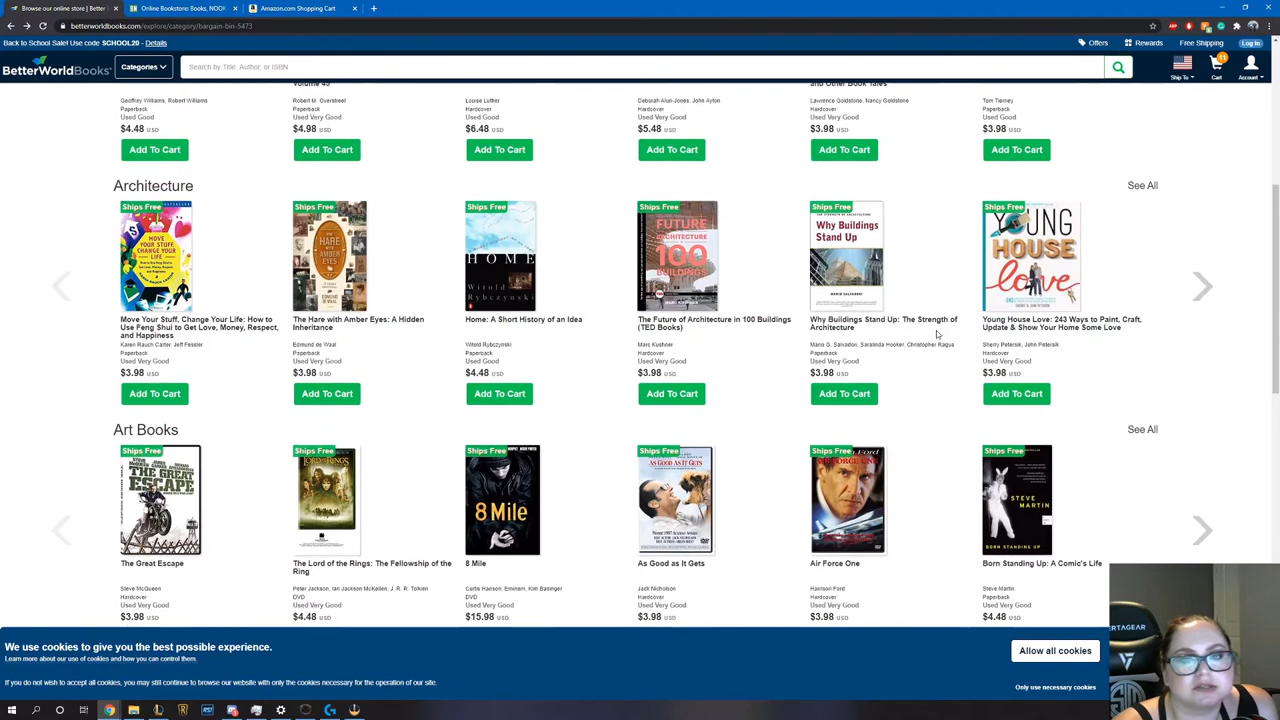 Browse our online store | Better
Online Bookstore: Books, NOOK
Amazon.com Shopping Cart
betterworldbooks.com/explore/category/bargain-bin-5473
Back to School Sale! Use code SCHOOL20 - Details
Offers
Rewards
Free Shipping
Log In
BetterWorldBooks
Categories
Search by Title, Author, or ISBN
Ship To
11
Cart
Account
and Other Book Tales
Geoffrey Williams, Robert Williams
Paperback
Used Good
$4.48 USD
Add To Cart
Robert M. Overstreet
Paperback
Used Very Good
$4.98 USD
Add To Cart
Louise Luther
Hardcover
Used Good
$6.48 USD
Add To Cart
Hardcover
Used Very Good
$5.48 USD
Add To Cart
Lawrence Goldstone, Nancy Goldstone
Hardcover
Used Very Good
$3.98 USD
Add To Cart
Tom Tierney
Paperback
Used Very Good
$3.98 USD
Add To Cart
Architecture
See All
Ships Free
MOVE
YOUR STUFF
CHANGE YOUR
LIFE
Move Your Stuff, Change Your Life: How to
Use Feng Shui to Get Love, Money, Respect,
and Happiness
Karen Rauch Carter, Jeff Fessler
Paperback
Used Very Good
$3.98 USD
Add To Cart
Ships Free
THE
HARE WITH
AMBER
EYES
The Hare with Amber Eyes: A Hidden
Inheritance
Edmund de Waal
Paperback
Used Very Good
$3.98 USD
Add To Cart
Ships Free
HOME
Witold
Rybczynski
Home: A Short History of an Idea
Witold Rybczynski
Paperback
Used Good
$4.48 USD
Add To Cart
Ships Free
FUTURE
ARCHITECTURE
100
BUILDINGS
The Future of Architecture in 100 Buildings
(TED Books)
Marc Kushner
Hardcover
Used Very Good
$3.98 USD
Add To Cart
Ships Free
Why Buildings
Stand Up
Why Buildings Stand Up: The Strength of
Architecture
Mario G. Salvadori, Saralinda Hooker, Christopher Ragus
Paperback
Used Very Good
$3.98 USD
Add To Cart
Ships Free
YOUNG
HOUSE
love
Young House Love: 243 Ways to Paint, Craft,
Update & Show Your Home Some Love
Sherry Petersik, John Petersik
Hardcover
Used Very Good
$3.98 USD
Add To Cart
Art Books
See All
Ships Free
THE GREAT
ESCAPE
The Great Escape
Steve McQueen
Hardcover
Used Very Good
$3.98 USD
Ships Free
LORD OF THE RINGS
The Lord of the Rings: The Fellowship of the
Ring
Peter Jackson, Ian Jackson McKellen, J. R. R. Tolkien
DVD
Used Very Good
$4.48 USD
Ships Free
8 Mile
8 Mile
Curtis Hanson, Eminem, Kim Basinger
DVD
Used Very Good
$15.98 USD
Ships Free
AS GOOD AS IT GETS
As Good as It Gets
Jack Nicholson
Hardcover
Used Very Good
$3.98 USD
Ships Free
AIR FORCE ONE
Air Force One
Harrison Ford
Hardcover
Used Very Good
$3.98 USD
Ships Free
STEVE
MARTIN
BORN STANDING UP
Born Standing Up: A Comic's Life
Steve Martin
Paperback
Used Very Good
$4.48 USD
We use cookies to give you the best possible experience.
Learn more about our use of cookies and how you can control them.
If you do not wish to accept all cookies, you may still continue to browse our website with only the cookies necessary for the operation of our site.
Allow all cookies
Only use necessary cookies